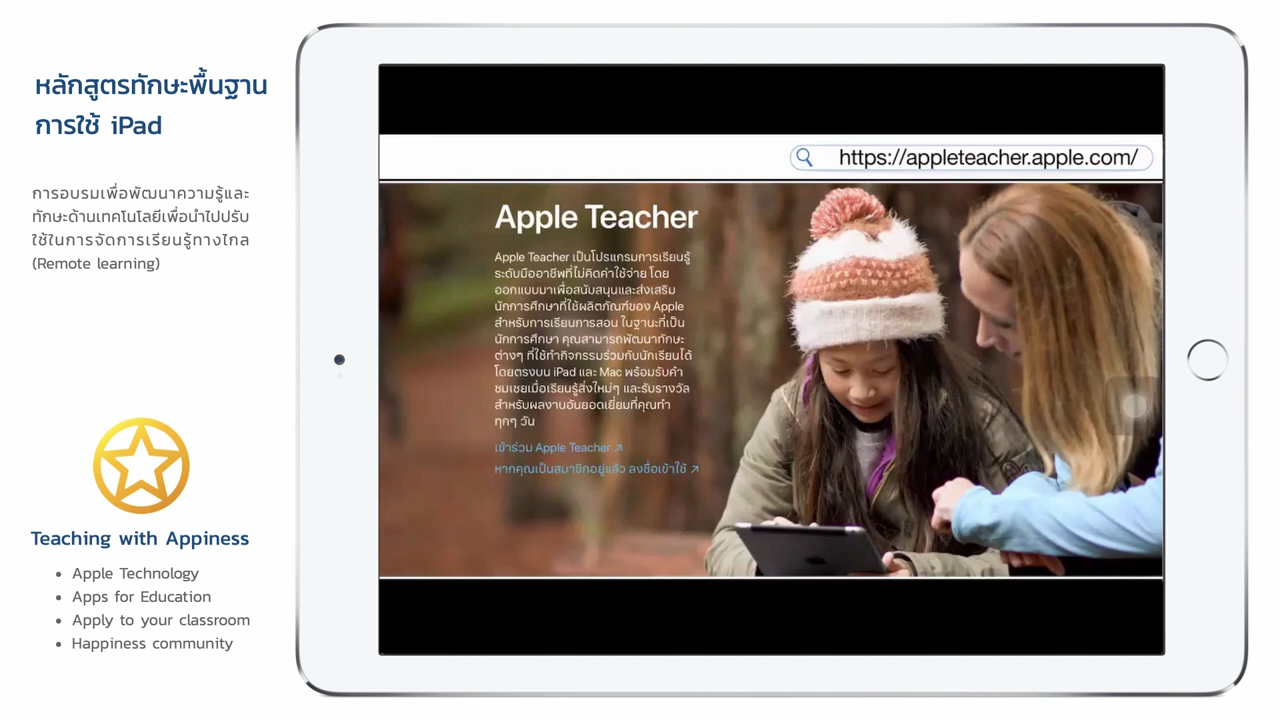 หลักสูตรทักษะพื้นฐาน
การใช้ iPad
การอบรมเพื่อพัฒนาความรู้และ
ทักษะด้านเทคโนโลยีเพื่อนำไปปรับ
ใช้ในการจัดการเรียนรู้ทางไกล
(Remote learning)
Teaching with Appiness
• Apple Technology
• Apps for Education
• Apply to your classroom
• Happiness community
https://appleteacher.apple.com/
Apple Teacher
Apple Teacher เป็นโปรแกรมการเรียนรู้
ระดับมืออาชีพที่ไม่คิดค่าใช้จ่าย โดย
ออกแบบมาเพื่อสนับสนุนและส่งเสริม
นักการศึกษาที่ใช้ผลิตภัณฑ์ของ Apple
สำหรับการเรียนการสอน ในฐานะที่เป็น
นักการศึกษา คุณสามารถพัฒนาทักษะ
ต่างๆ ที่ใช้ทำกิจกรรมร่วมกับนักเรียนได้
โดยตรงบน iPad และ Mac พร้อมรับคำ
ชมเชยเมื่อเรียนรู้สิ่งใหม่ๆ และรับรางวัล
สำหรับผลงานอันยอดเยี่ยมที่คุณทำ
ทุกๆ วัน
เข้าร่วม Apple Teacher ↗
หากคุณเป็นสมาชิกอยู่แล้ว ลงชื่อเข้าใช้ ↗